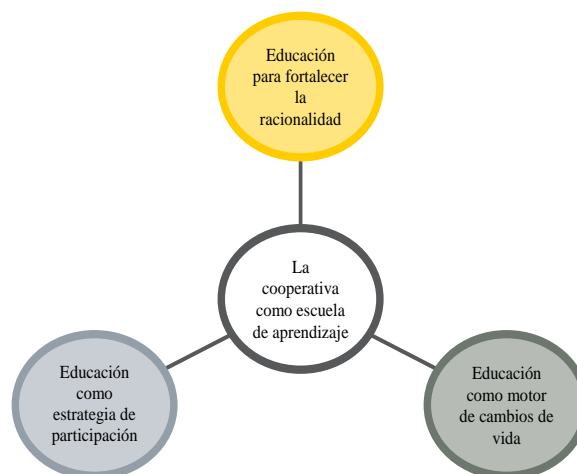 Educación
para fortalecer
la
racionalidad
La
cooperativa
como escuela
de aprendizaje
Educación
como
estrategia de
participación
Educación
como motor
de cambios de
vida